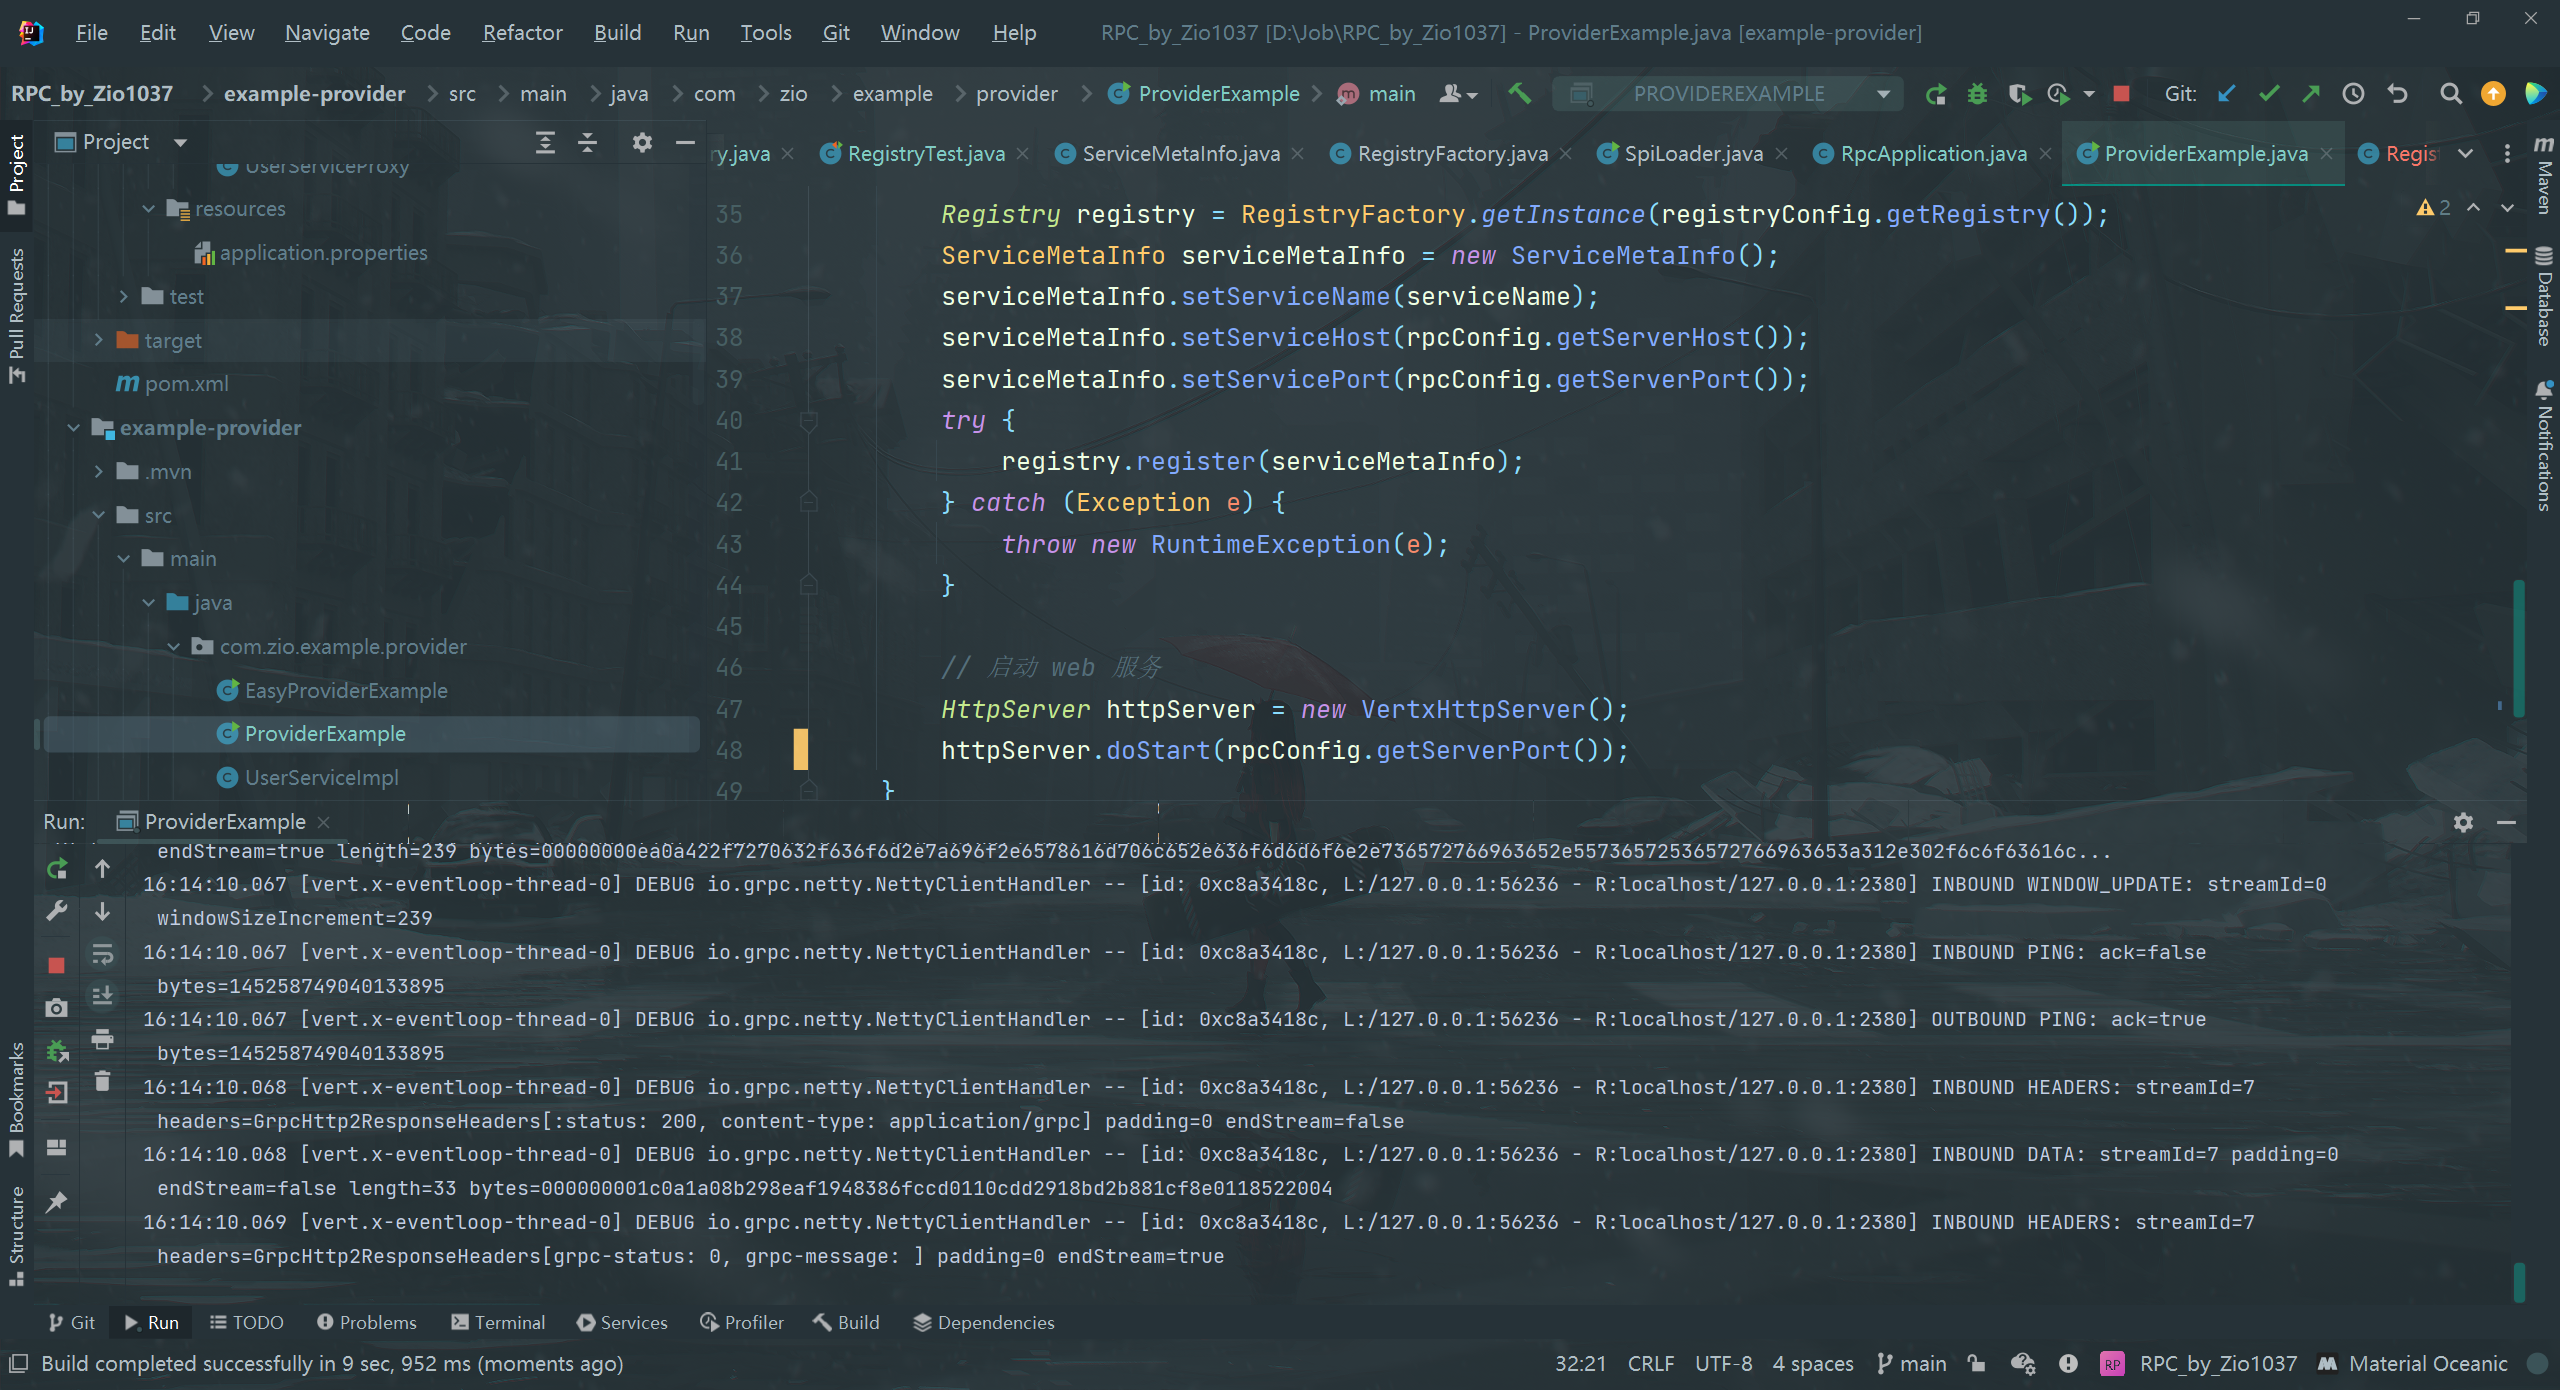 File Edit View Navigate Code Refactor Build Run Tools Git Window Help RPC_by_Zio1037 [D:\Job\RPC_by_Zio1037] - ProviderExample.java [example-provider]
RPC_by_Zio1037 example-provider src main java com zio example provider ProviderExample main PROVIDEREXAMPLE Git:
Project
ry.java RegistryTest.java ServiceMetaInfo.java RegistryFactory.java SpiLoader.java RpcApplication.java ProviderExample.java Regis
Project
Pull Requests
Bookmarks
Structure
UserServiceProxy
resources
application.properties
test
target
pom.xml
example-provider
.mvn
src
main
java
com.zio.example.provider
EasyProviderExample
ProviderExample
UserServiceImpl
2
35 Registry registry = RegistryFactory.getInstance(registryConfig.getRegistry());
36 ServiceMetaInfo serviceMetaInfo = new ServiceMetaInfo();
37 serviceMetaInfo.setServiceName(serviceName);
38 serviceMetaInfo.setServiceHost(rpcConfig.getServerHost());
39 serviceMetaInfo.setServicePort(rpcConfig.getServerPort());
40 try {
41 registry.register(serviceMetaInfo);
42 } catch (Exception e) {
43 throw new RuntimeException(e);
44 }
45
46 // 启动 web 服务
47 HttpServer httpServer = new VertxHttpServer();
48 httpServer.doStart(rpcConfig.getServerPort());
49 }
Maven
Database
Notifications
Run: ProviderExample
endStream=true length=239 bytes=00000000ea0a422f7270632f636f6d2e7a696f2e6578616d706c652e636f6d6d6f6e2e736572766963652e55736572536572766963653a312e302f6c6f63616c...
16:14:10.067 [vert.x-eventloop-thread-0] DEBUG io.grpc.netty.NettyClientHandler -- [id: 0xc8a3418c, L:/127.0.0.1:56236 - R:localhost/127.0.0.1:2380] INBOUND WINDOW_UPDATE: streamId=0
windowSizeIncrement=239
16:14:10.067 [vert.x-eventloop-thread-0] DEBUG io.grpc.netty.NettyClientHandler -- [id: 0xc8a3418c, L:/127.0.0.1:56236 - R:localhost/127.0.0.1:2380] INBOUND PING: ack=false
bytes=145258749040133895
16:14:10.067 [vert.x-eventloop-thread-0] DEBUG io.grpc.netty.NettyClientHandler -- [id: 0xc8a3418c, L:/127.0.0.1:56236 - R:localhost/127.0.0.1:2380] OUTBOUND PING: ack=true
bytes=145258749040133895
16:14:10.068 [vert.x-eventloop-thread-0] DEBUG io.grpc.netty.NettyClientHandler -- [id: 0xc8a3418c, L:/127.0.0.1:56236 - R:localhost/127.0.0.1:2380] INBOUND HEADERS: streamId=7
headers=GrpcHttp2ResponseHeaders[:status: 200, content-type: application/grpc] padding=0 endStream=false
16:14:10.068 [vert.x-eventloop-thread-0] DEBUG io.grpc.netty.NettyClientHandler -- [id: 0xc8a3418c, L:/127.0.0.1:56236 - R:localhost/127.0.0.1:2380] INBOUND DATA: streamId=7 padding=0
endStream=false length=33 bytes=000000001c0a1a08b298eaf1948386fccd0110cdd2918bd2b881cf8e0118522004
16:14:10.069 [vert.x-eventloop-thread-0] DEBUG io.grpc.netty.NettyClientHandler -- [id: 0xc8a3418c, L:/127.0.0.1:56236 - R:localhost/127.0.0.1:2380] INBOUND HEADERS: streamId=7
headers=GrpcHttp2ResponseHeaders[grpc-status: 0, grpc-message: ] padding=0 endStream=true
Git Run TODO Problems Terminal Services Profiler Build Dependencies
Build completed successfully in 9 sec, 952 ms (moments ago) 32:21 CRLF UTF-8 4 spaces main RP RPC_by_Zio1037 Material Oceanic